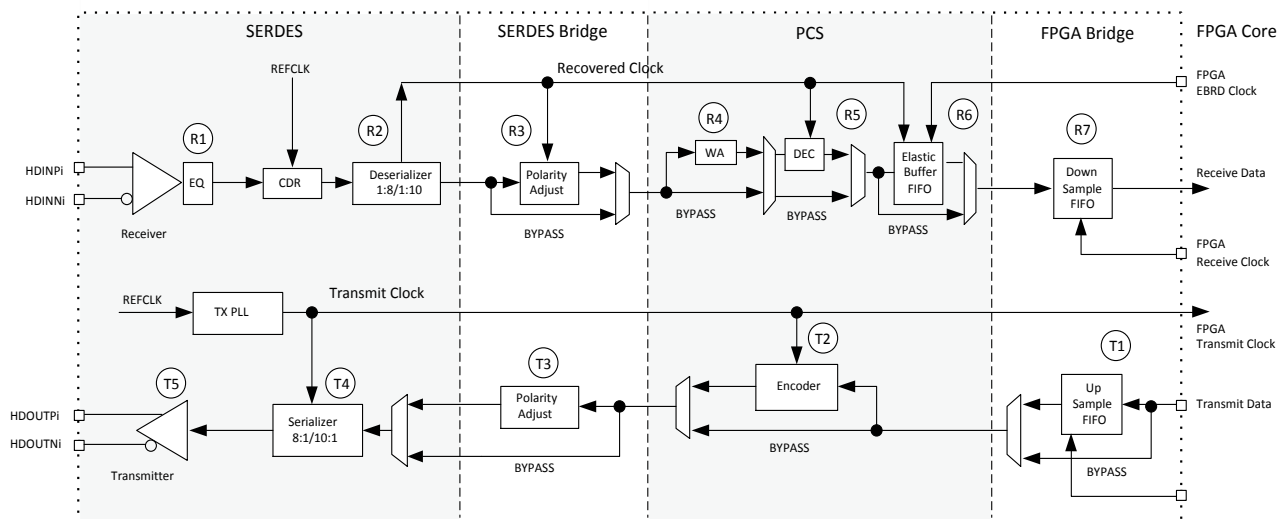 SERDES
SERDES Bridge
PCS
FPGA Bridge
FPGA Core
REFCLK
Recovered Clock
FPGA
EBRD Clock
R1
R2
R3
R4
R5
R6
R7
HDINPi
HDINNi
EQ
CDR
Deserializer
1:8/1:10
Polarity
Adjust
WA
DEC
Elastic
Buffer
FIFO
Down
Sample
FIFO
Receive Data
Receiver
BYPASS
BYPASS
BYPASS
BYPASS
FPGA
Receive Clock
REFCLK
TX PLL
Transmit Clock
FPGA
Transmit Clock
T5
T4
T3
T2
T1
HDOUTPi
HDOUTNi
Serializer
8:1/10:1
Polarity
Adjust
Encoder
Up
Sample
FIFO
Transmit Data
Transmitter
BYPASS
BYPASS
BYPASS